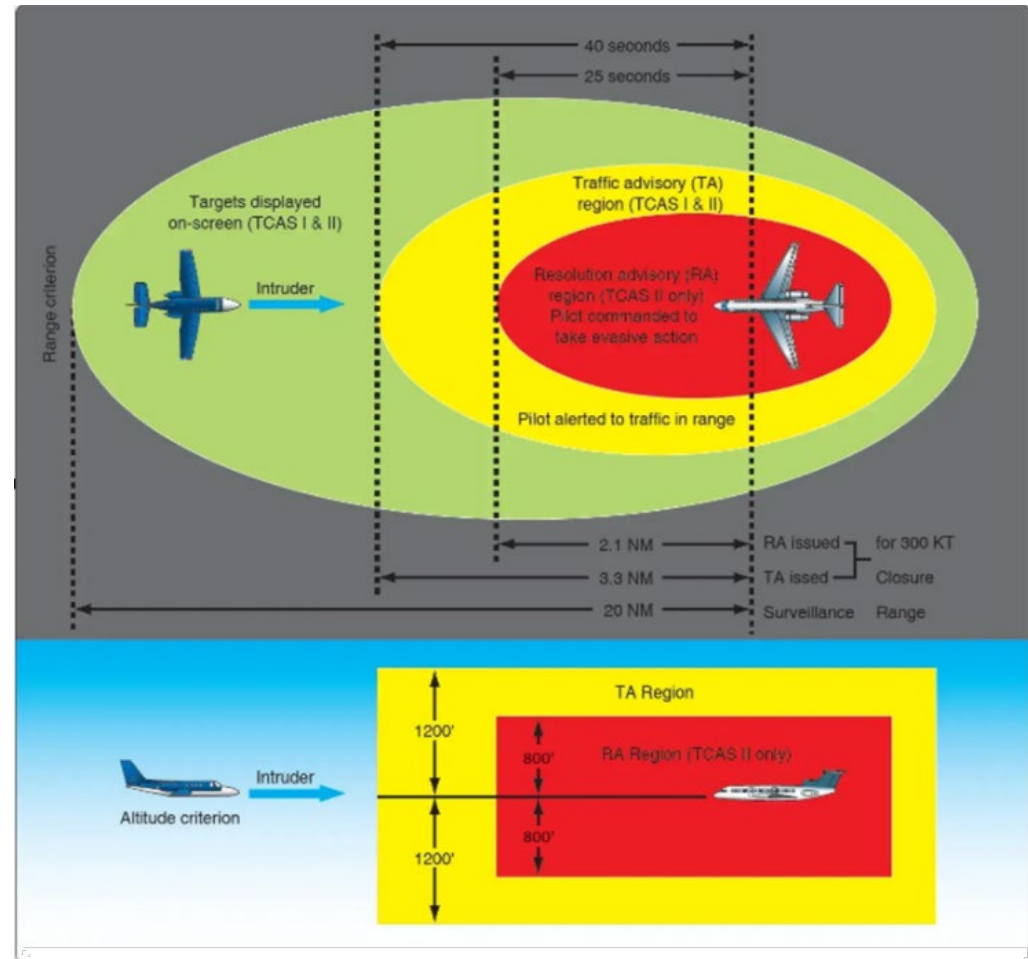 40 seconds
25 seconds
Traffic advisory (TA)
region (TCAS I & II)
Targets displayed
on-screen (TCAS I & II)
Range criterion
Intruder
Resolution advisory (RA)
region (TCAS II only)
Pilot commanded to
take evasive action
Pilot alerted to traffic in range
2.1 NM
RA issued
for 300 KT
3.3 NM
TA issed
Closure
20 NM
Surveillance
Range
TA Region
1200'
800'
RA Region (TCAS II only)
Intruder
Altitude criterion
800'
1200'